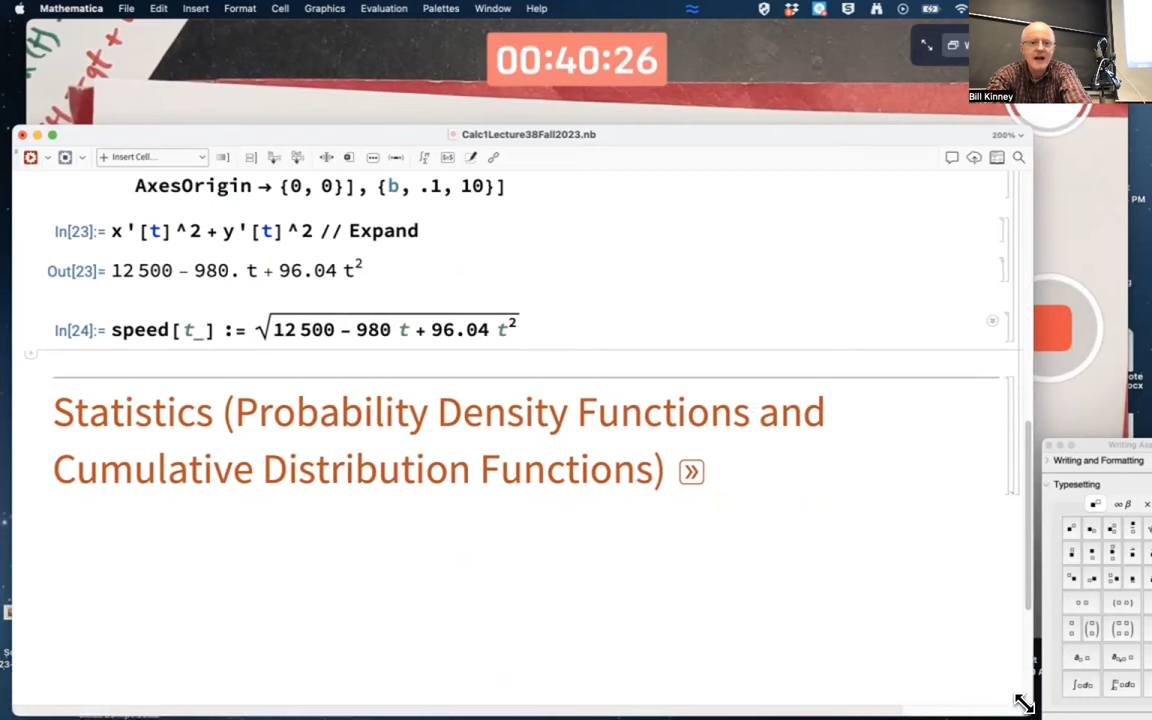 Mathematica File Edit Insert Format Cell Graphics Evaluation Palettes Window Help
00:40:26
Bill Kinney
Calc1Lecture38Fall2023.nb
200%
Insert Cell...
AxesOrigin → {0, 0}], {b, .1, 10}]
In[23]:= x'[t]^2 + y'[t]^2 // Expand
Out[23]= 12 500 − 980. t + 96.04 t²
In[24]:= speed[t_] := √(12 500 − 980 t + 96.04 t²)
Statistics (Probability Density Functions and
Cumulative Distribution Functions)
Writing and Formatting
Typesetting